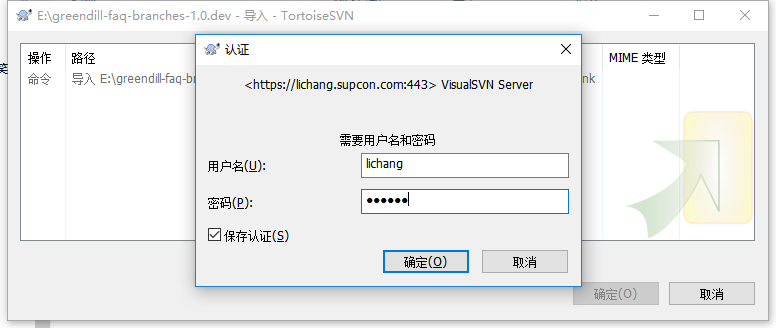 E:\greendill-faq-branches-1.0.dev - 导入 - TortoiseSVN
操作 路径 MIME 类型
命令 导入 E:\greendill-faq-b nk
笑
认证
<https://lichang.supcon.com:443> VisualSVN Server
需要用户名和密码
用户名(U): lichang
密码(P): ●●●●●●
保存认证(S)
确定(O) 取消
确定(O) 取消